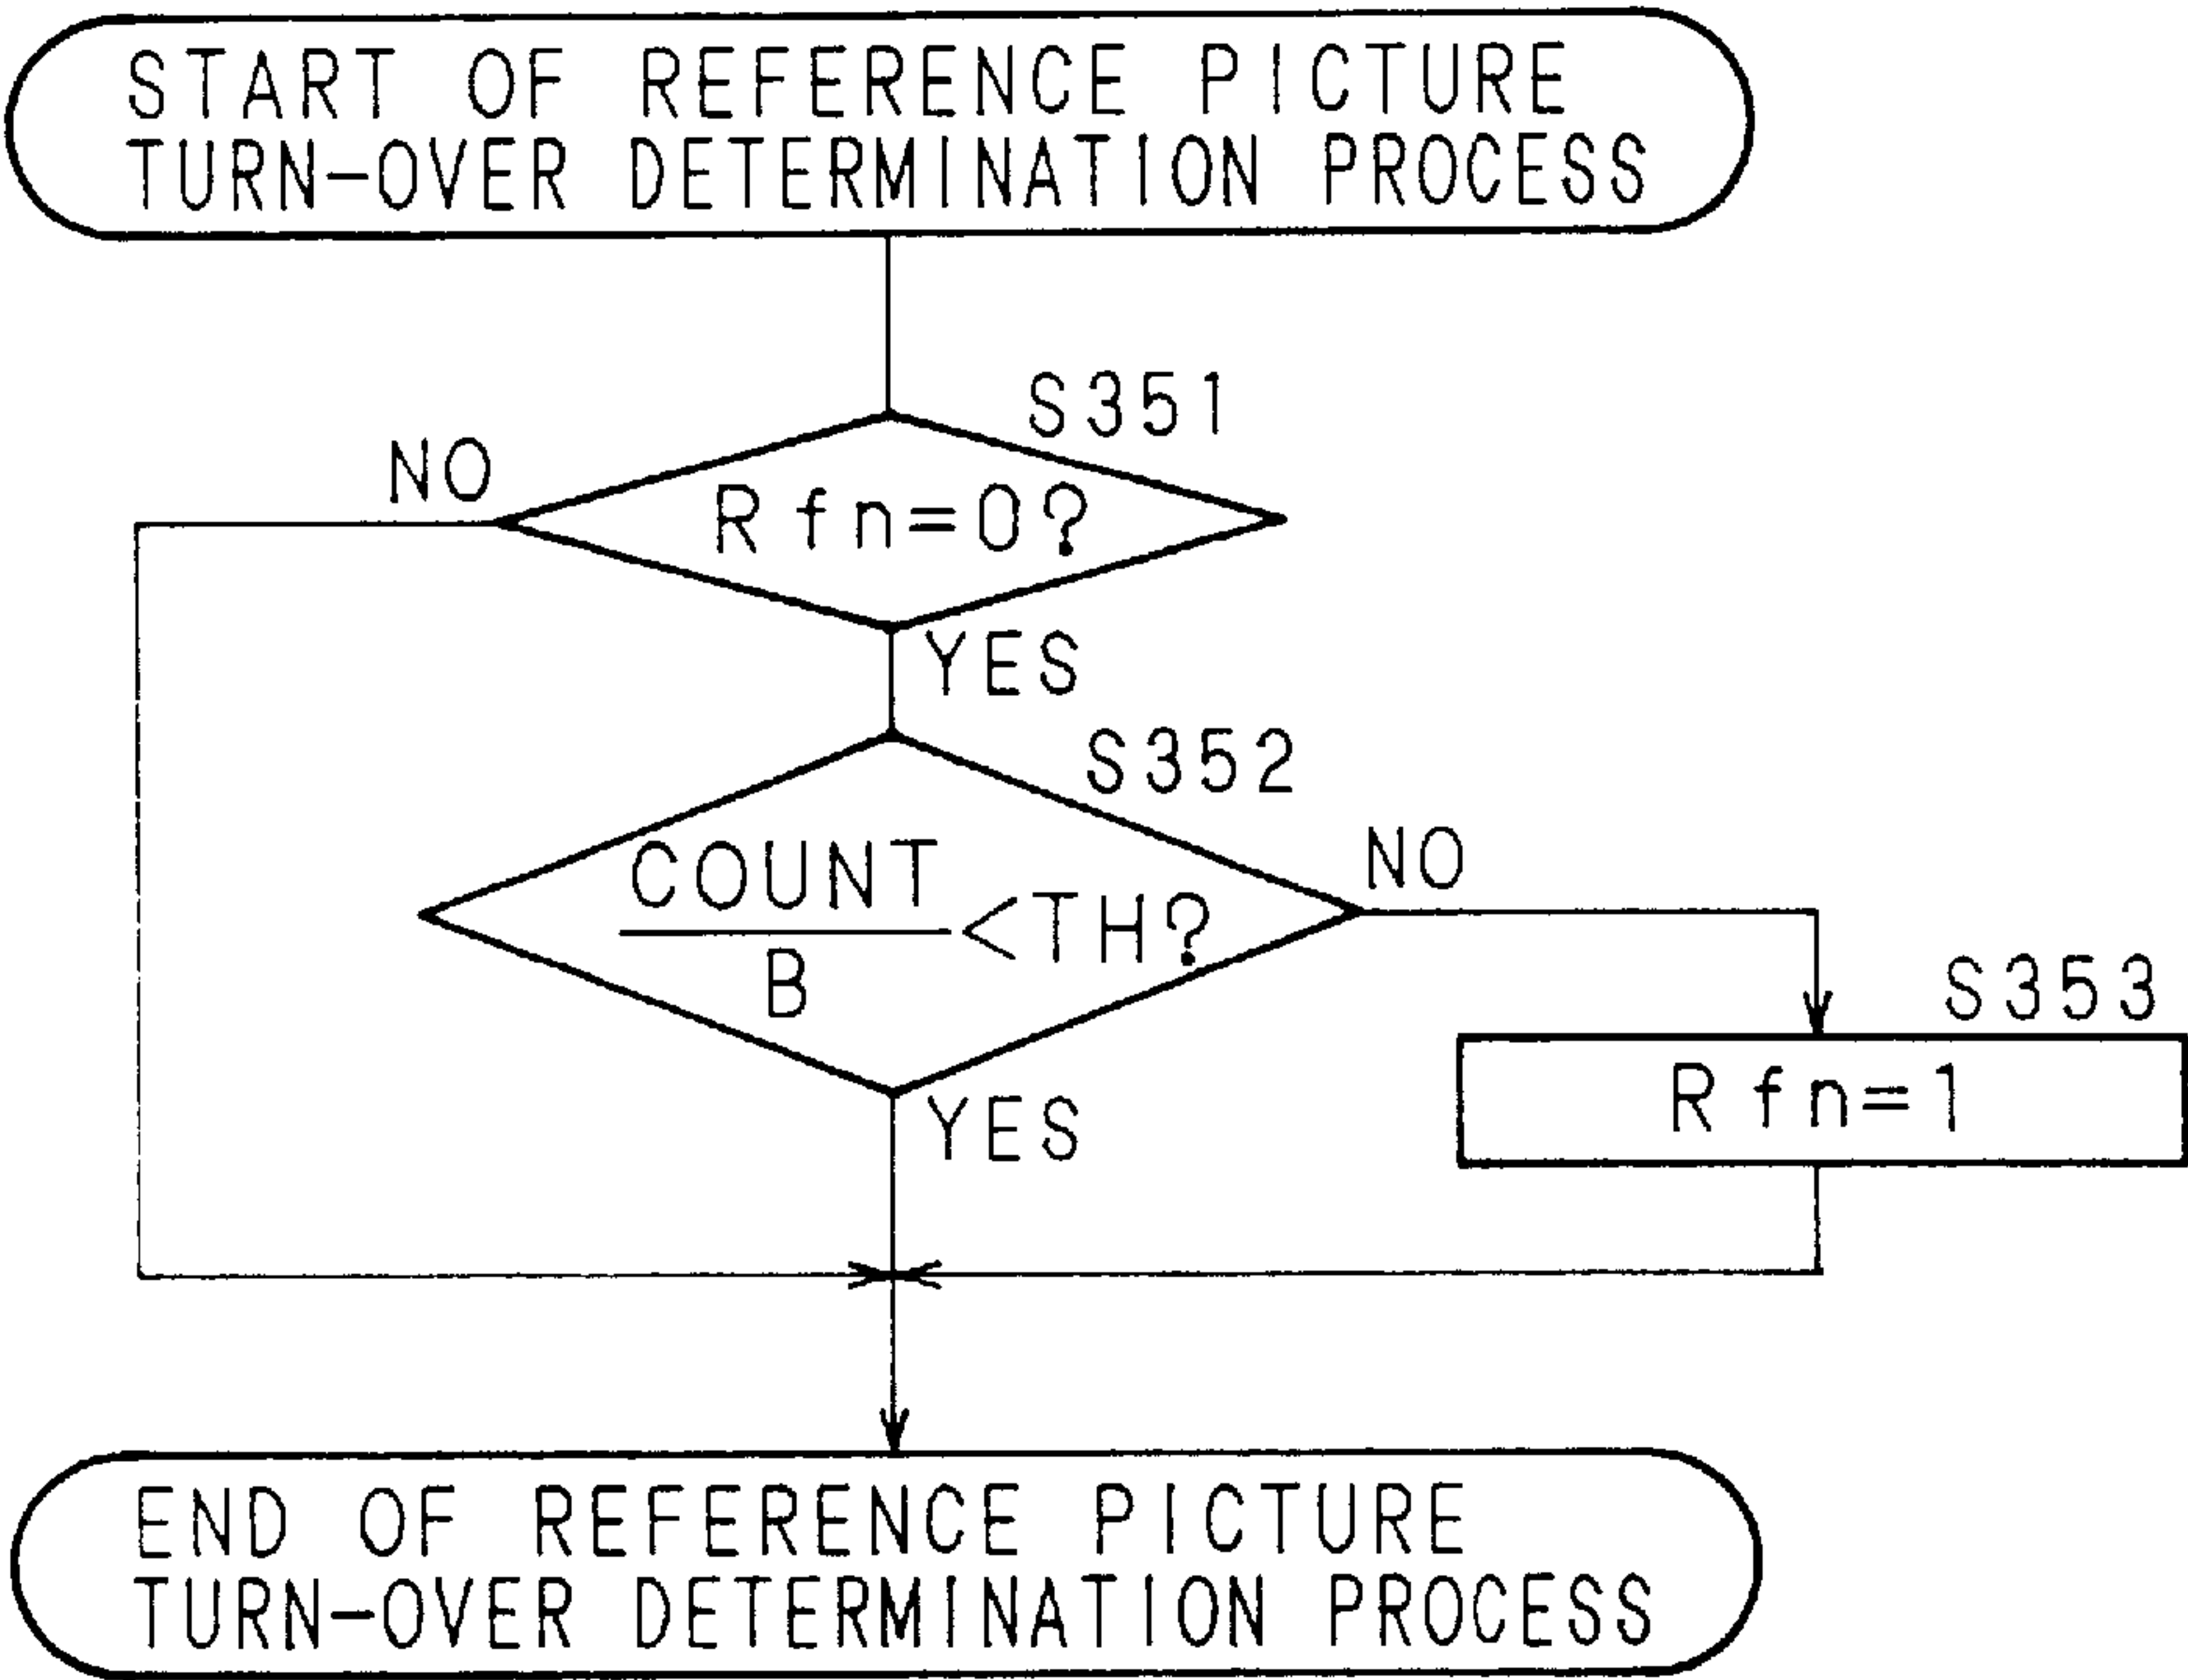 START OF REFERENCE PICTURE
TURN-OVER DETERMINATION PROCESS
S351
NO
Rfn=0?
YES
S352
COUNT
B
<TH?
NO
S353
Rfn=1
YES
END OF REFERENCE PICTURE
TURN-OVER DETERMINATION PROCESS